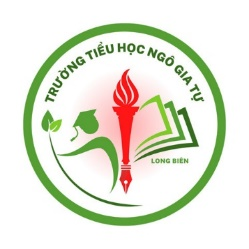 TRƯỜNG TIỂU HỌC NGÔ GIA TỰ
LONG BIÊN